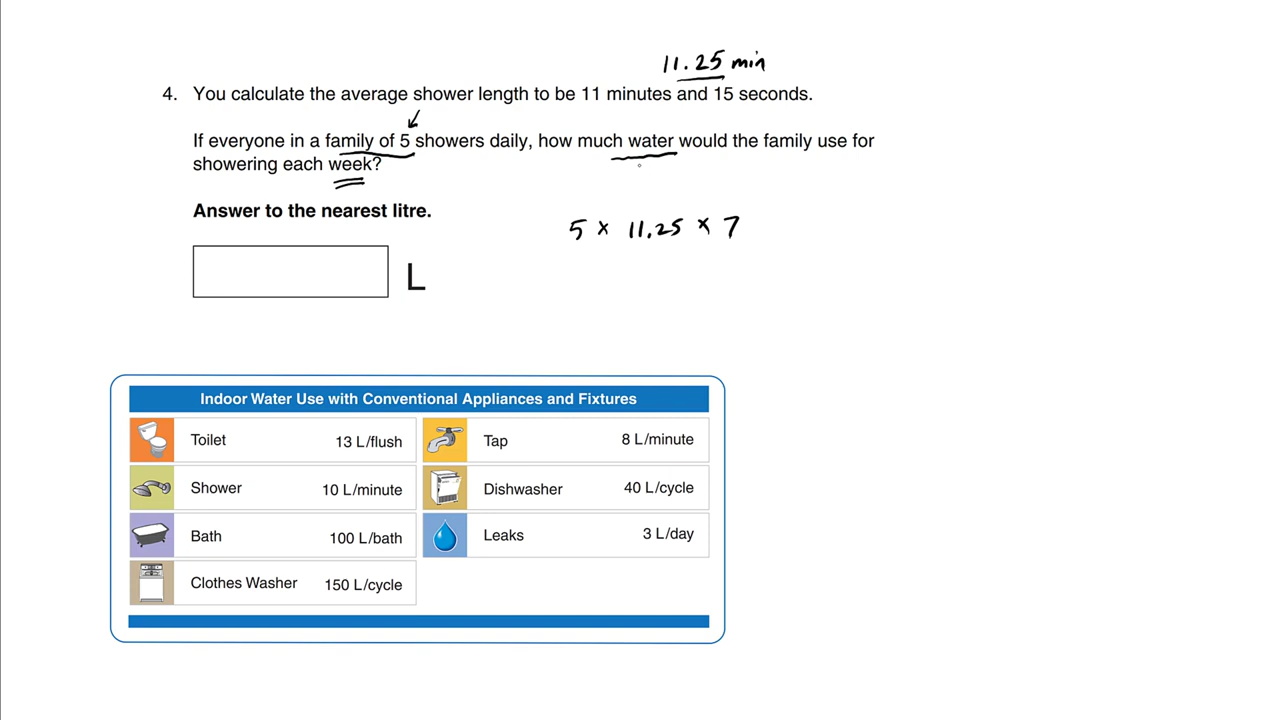 11.25 min
4. You calculate the average shower length to be 11 minutes and 15 seconds.
If everyone in a family of 5 showers daily, how much water would the family use for
showering each week?
Answer to the nearest litre.
5 × 11.25 × 7
L
Indoor Water Use with Conventional Appliances and Fixtures
Toilet 13 L/flush
Tap 8 L/minute
Shower 10 L/minute
Dishwasher 40 L/cycle
Bath 100 L/bath
Leaks 3 L/day
Clothes Washer 150 L/cycle